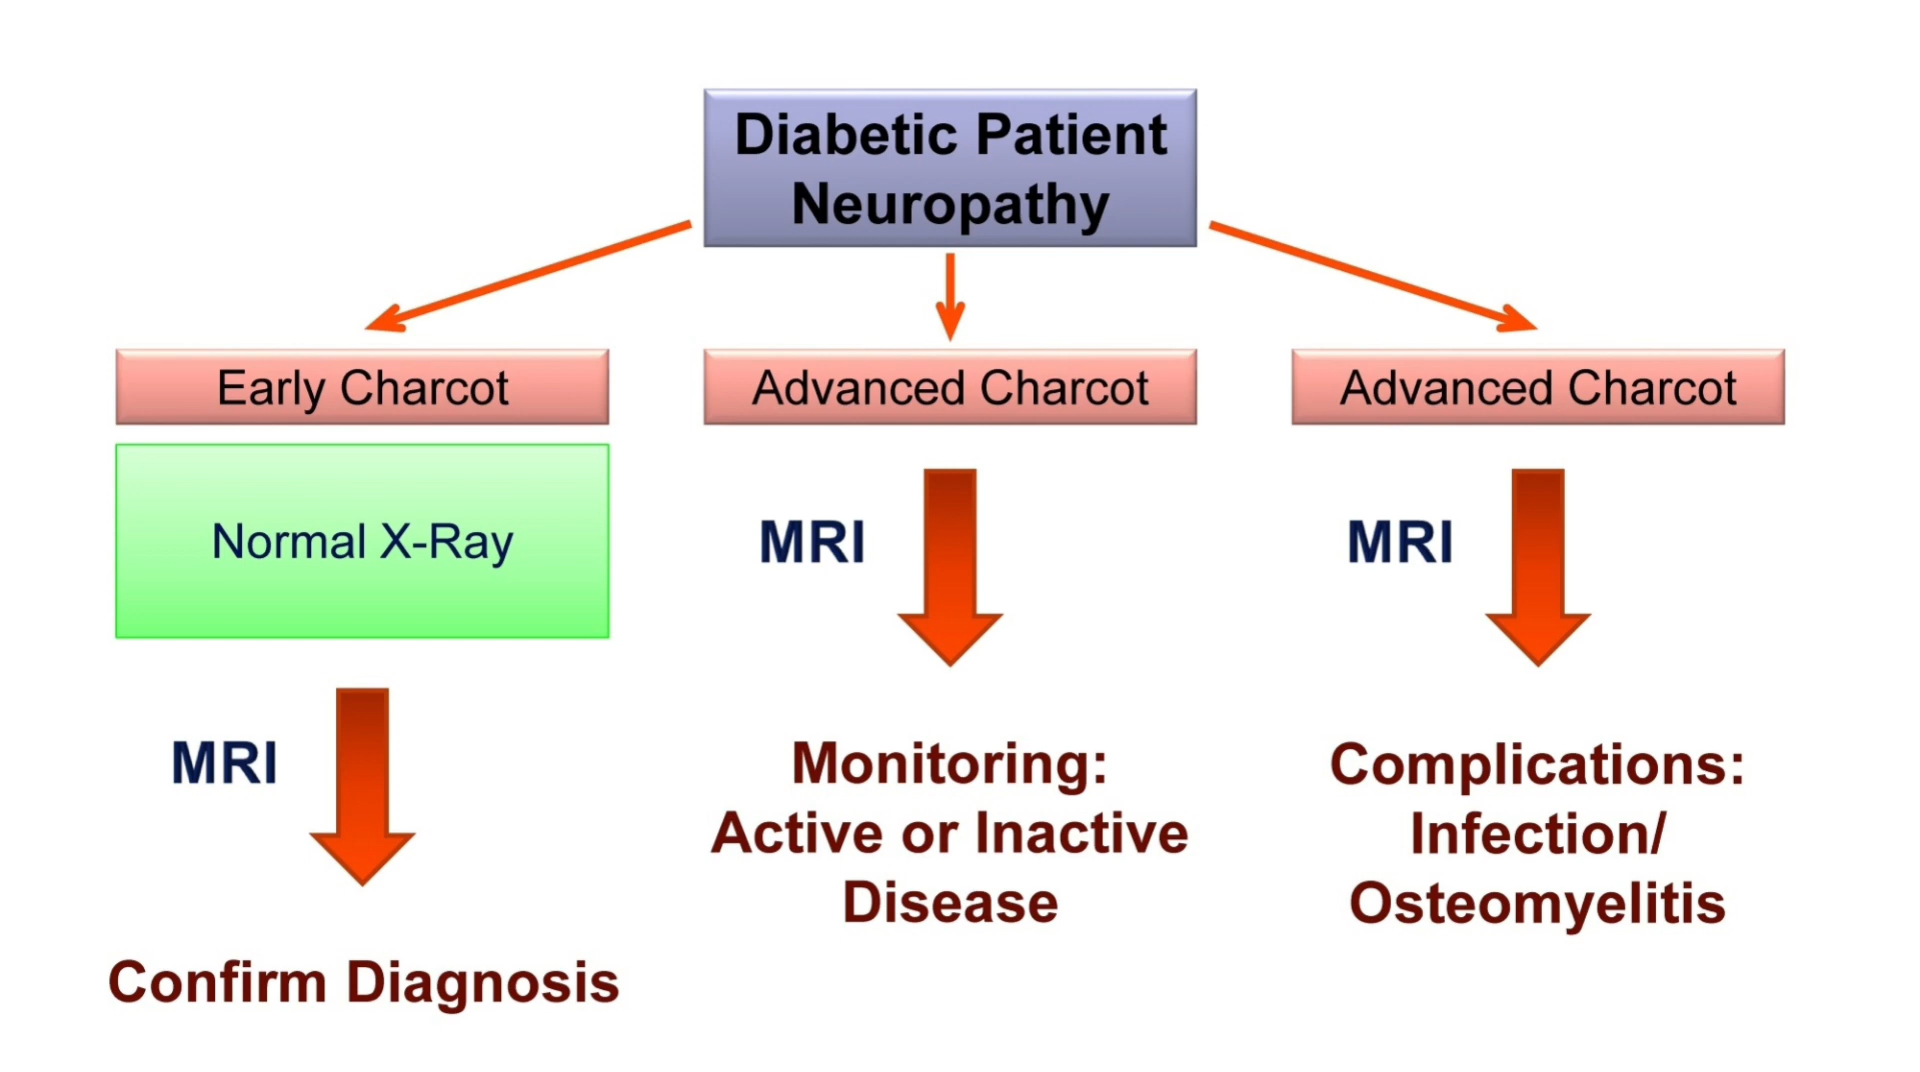 Diabetic Patient
Neuropathy
Early Charcot
Advanced Charcot
Advanced Charcot
Normal X-Ray
MRI
MRI
MRI
Confirm Diagnosis
Monitoring:
Active or Inactive
Disease
Complications:
Infection/
Osteomyelitis